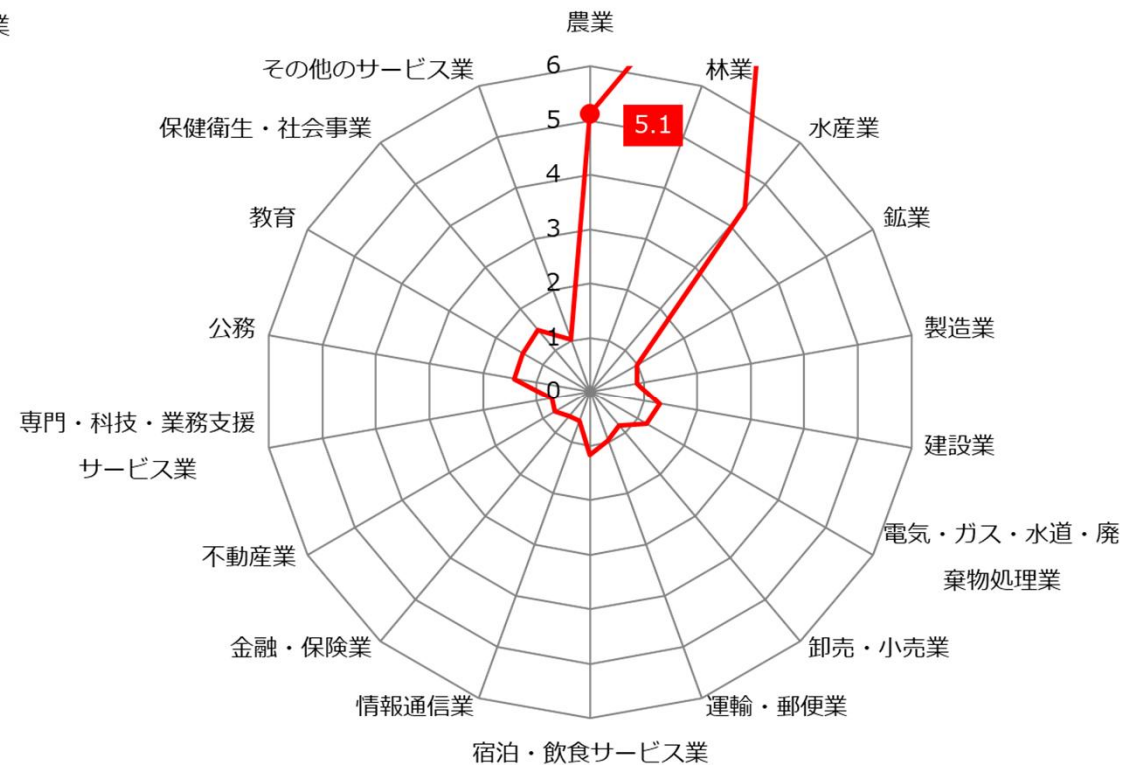 業
農業
林業
水産業
鉱業
製造業
建設業
電気・ガス・水道・廃
棄物処理業
卸売・小売業
運輸・郵便業
宿泊・飲食サービス業
情報通信業
金融・保険業
不動産業
専門・科技・業務支援
サービス業
公務
教育
保健衛生・社会事業
その他のサービス業
6
5
4
3
2
1
0
5.1